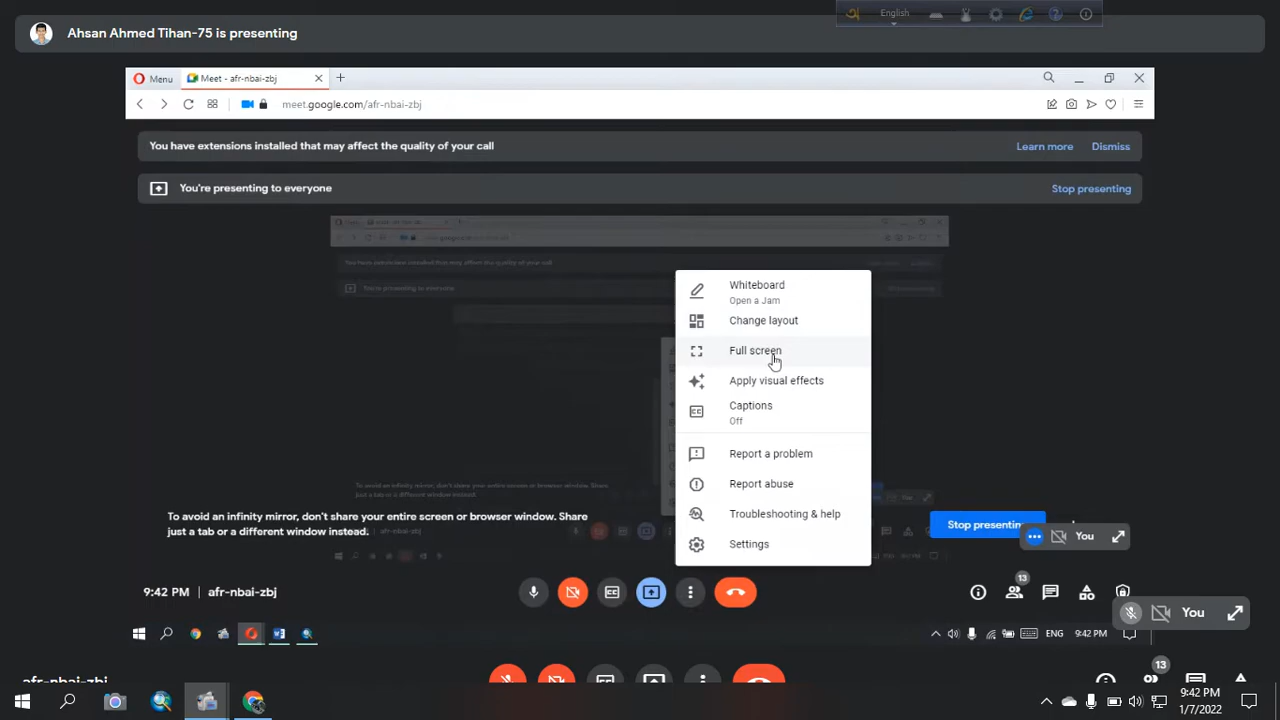 Ahsan Ahmed Tihan-75 is presenting
English
Menu
Meet - afr-nbai-zbj
meet.google.com/afr-nbai-zbj
You have extensions installed that may affect the quality of your call
Learn more
Dismiss
You're presenting to everyone
Stop presenting
Whiteboard
Open a Jam
Change layout
Full screen
Apply visual effects
Captions
Off
Report a problem
Report abuse
Troubleshooting & help
Settings
To avoid an infinity mirror, don't share your entire screen or browser window. Share
just a tab or a different window instead.
Stop presenting
You
9:42 PM
afr-nbai-zbj
13
You
ENG
9:42 PM
afr-nbai-zbj
13
9:42 PM
1/7/2022